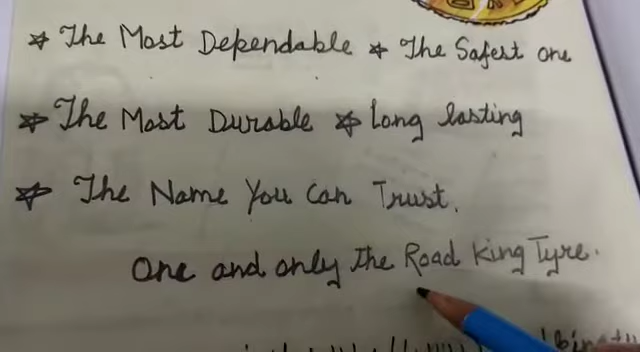 ☆ The Most Dependable ☆ The Safest one
☆ The Most Durable ☆ long lasting
☆ The Name You Can Trust.
One and only the Road King Tyre.